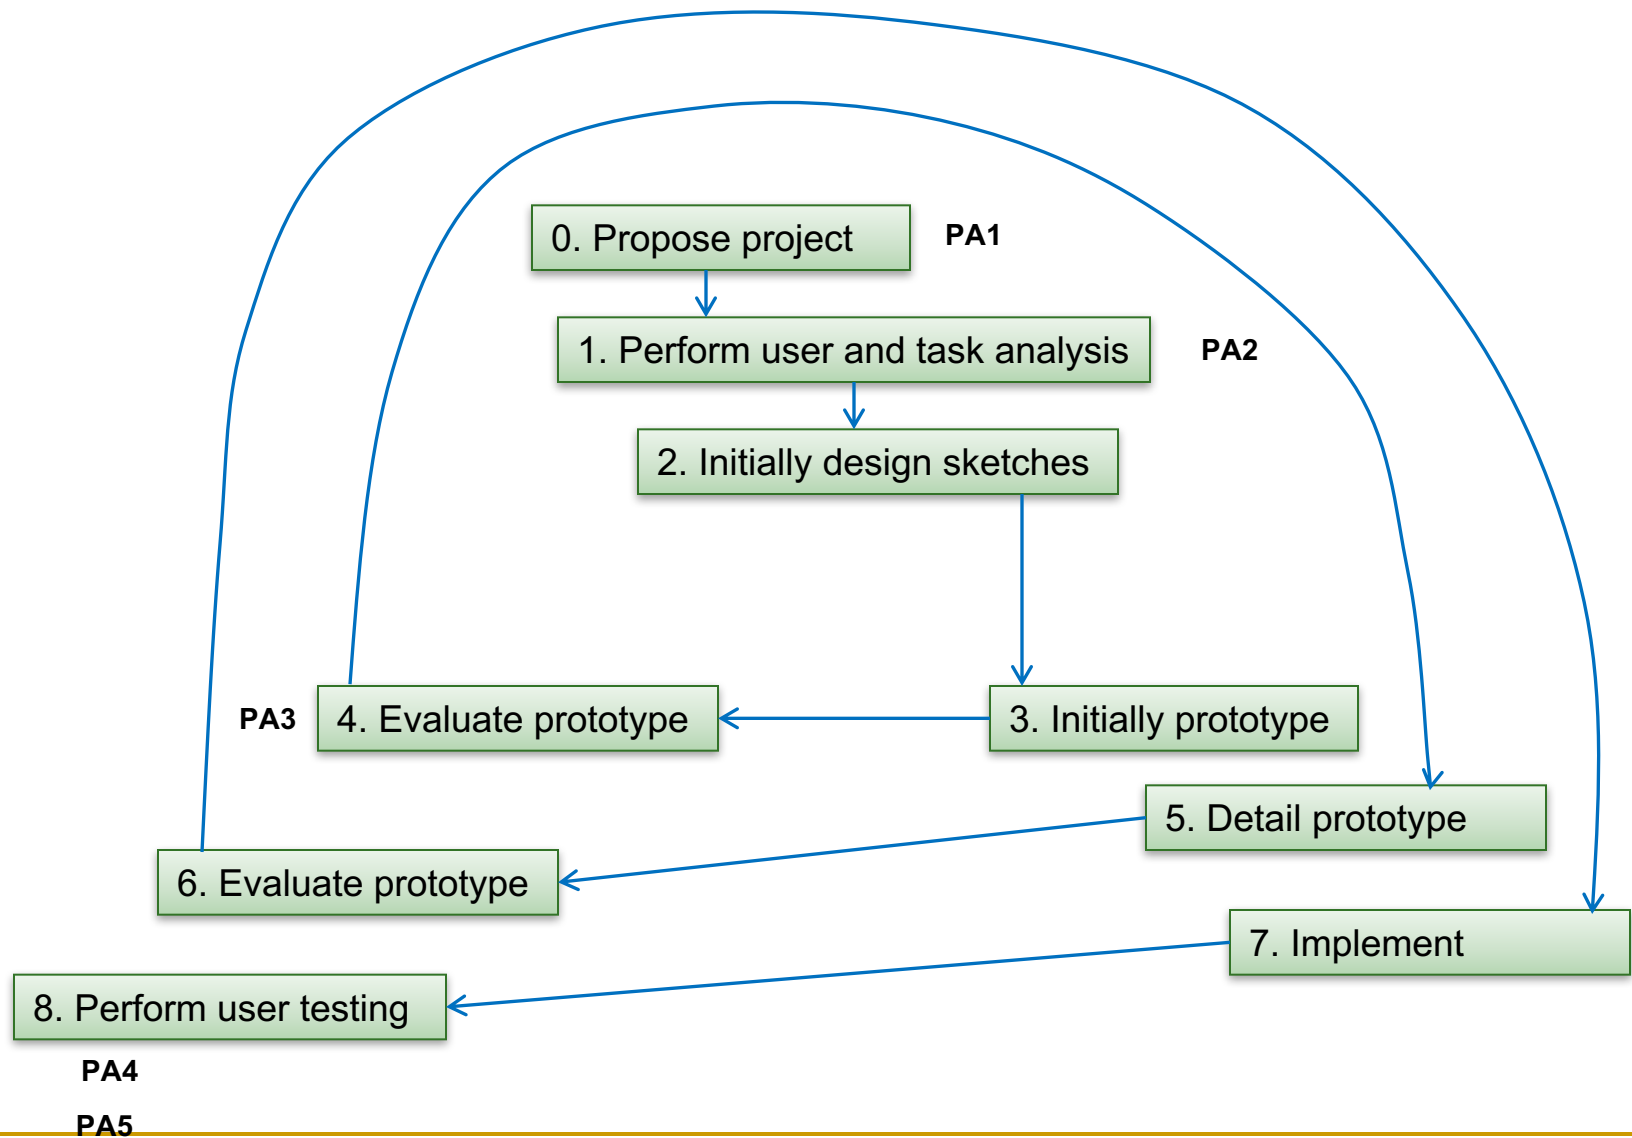 0. Propose project
PA1
1. Perform user and task analysis
PA2
2. Initially design sketches
PA3
4. Evaluate prototype
3. Initially prototype
5. Detail prototype
6. Evaluate prototype
7. Implement
8. Perform user testing
PA4
PA5